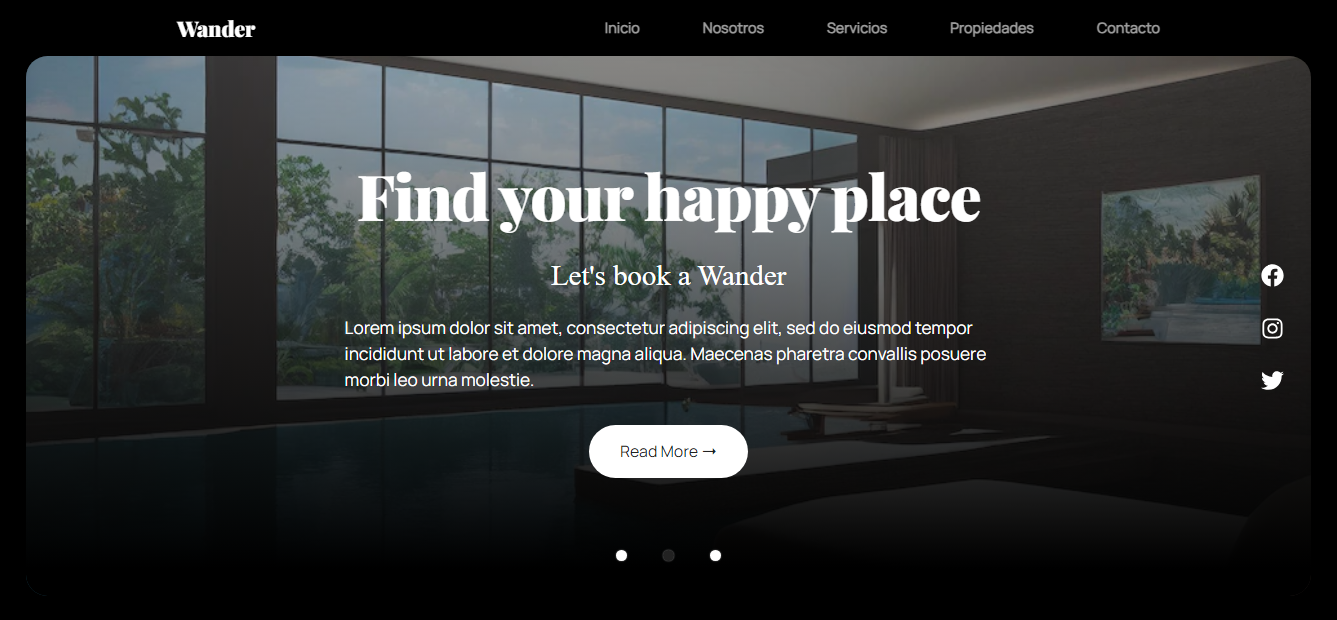 Wander
Inicio
Nosotros
Servicios
Propiedades
Contacto
Find your happy place
Let's book a Wander
Lorem ipsum dolor sit amet, consectetur adipiscing elit, sed do eiusmod tempor
incididunt ut labore et dolore magna aliqua. Maecenas pharetra convallis posuere
morbi leo urna molestie.
Read More →